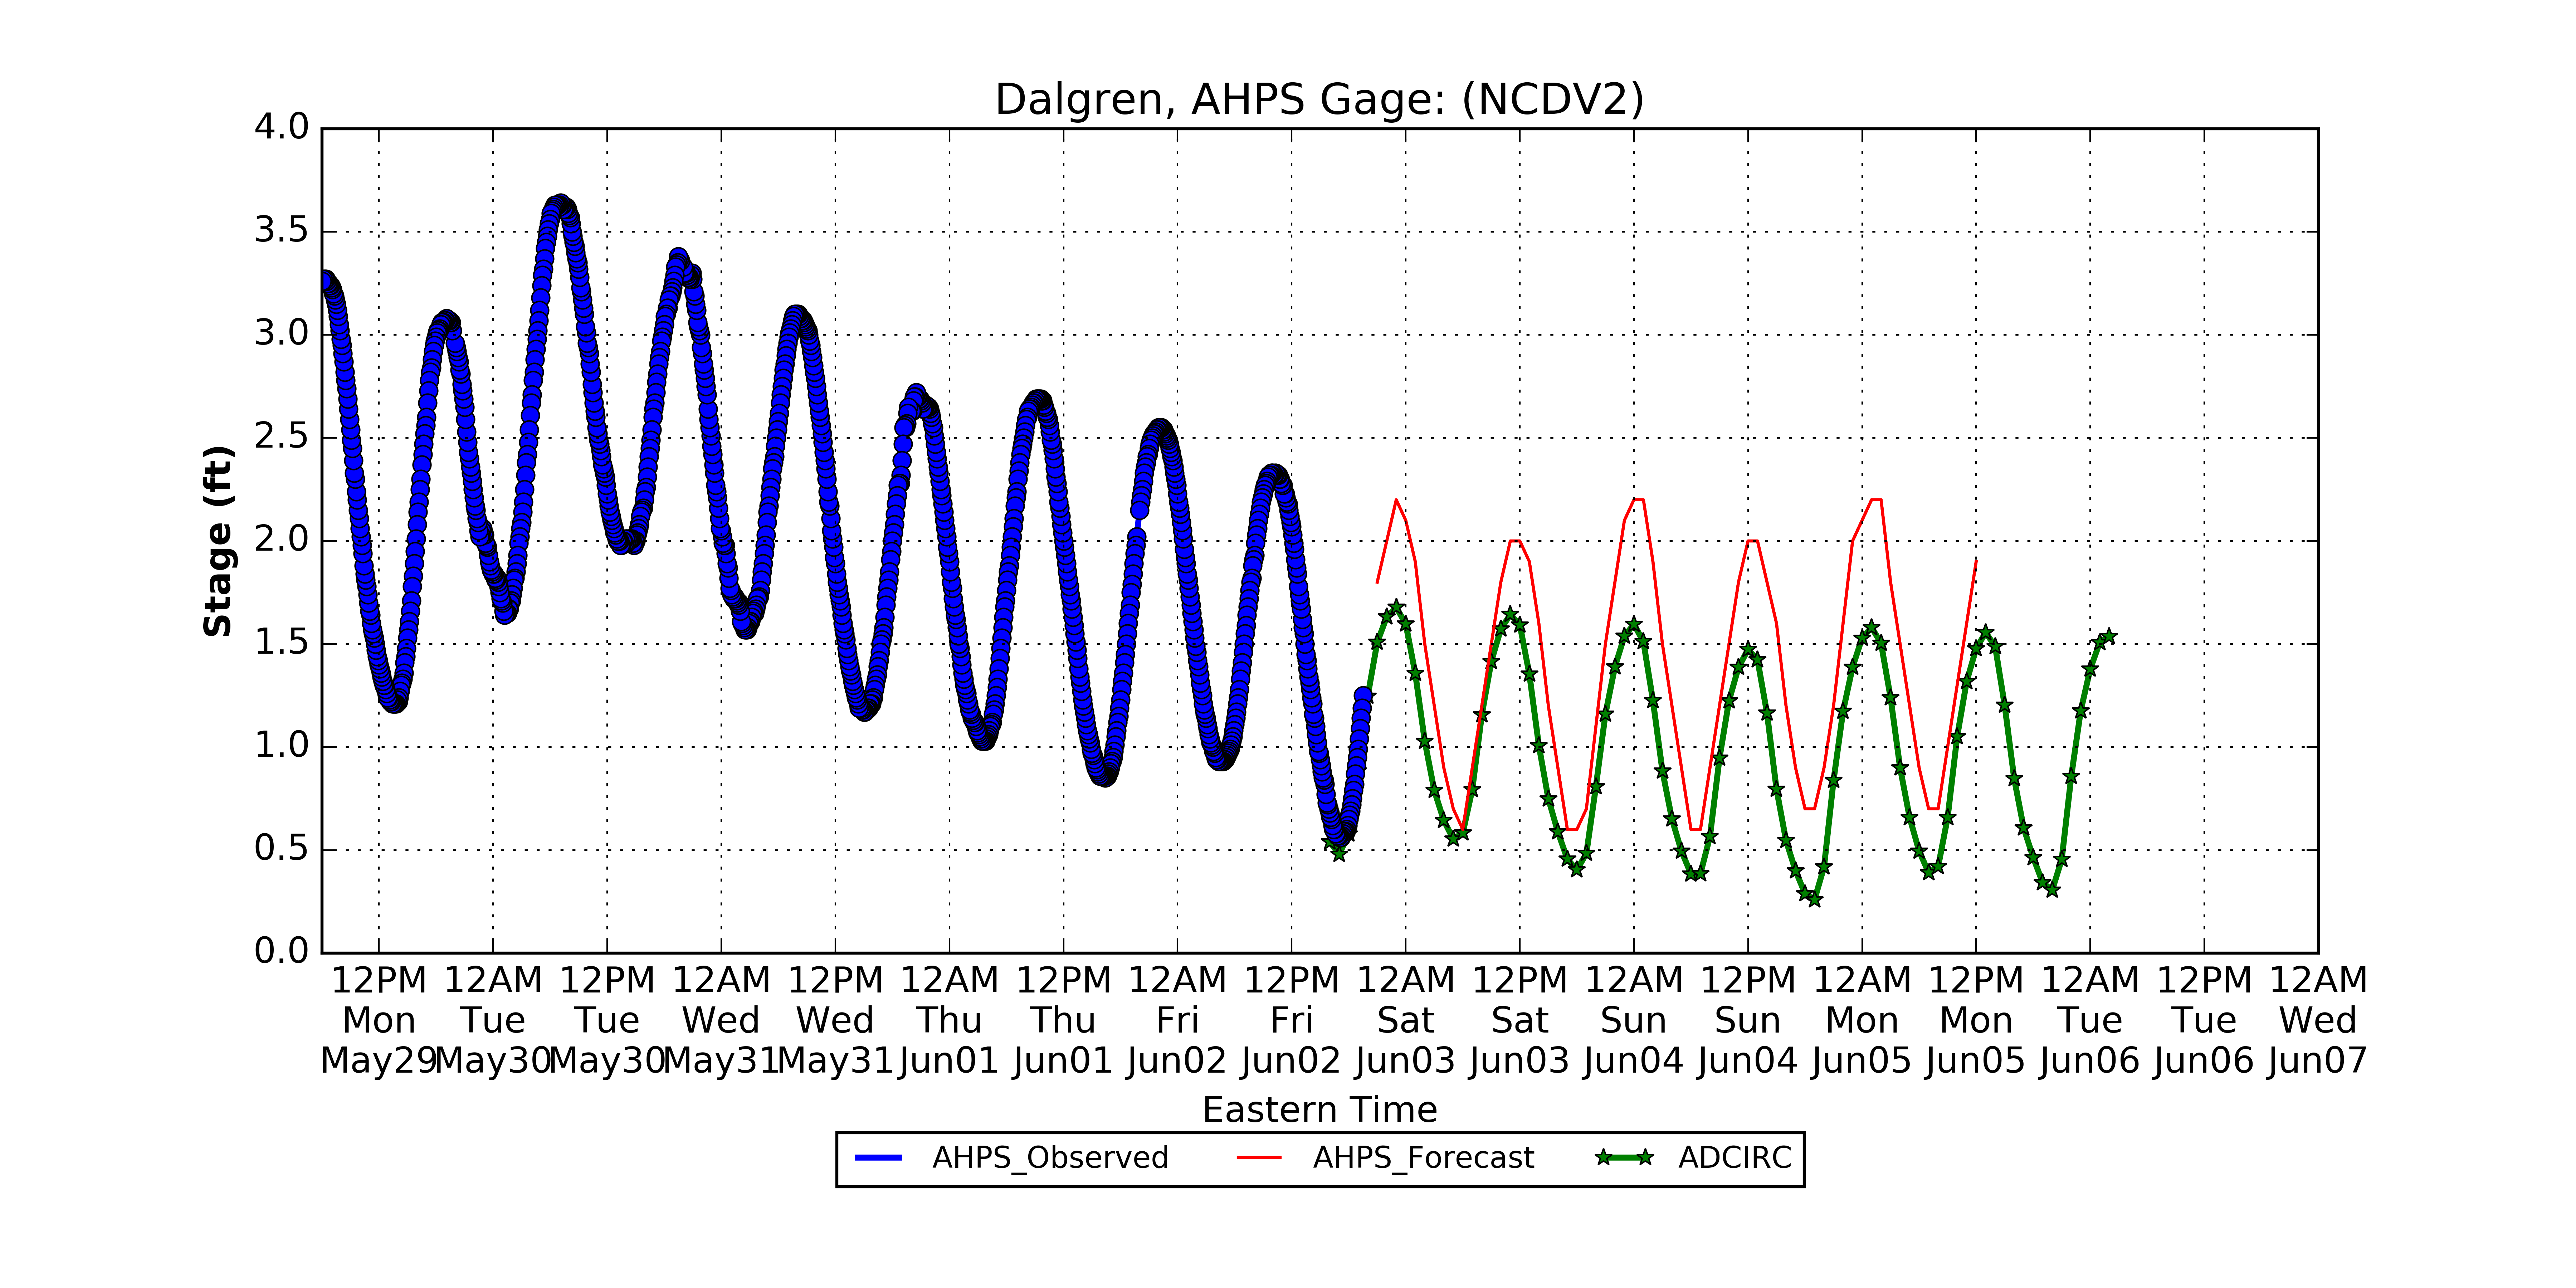 Dalgren, AHPS Gage: (NCDV2)
4.0
3.5
3.0
2.5
2.0
1.5
1.0
0.5
0.0
Stage (ft)
12PM 12AM 12PM 12AM 12PM 12AM 12PM 12AM 12PM 12AM 12PM 12AM 12PM 12AM 12PM 12AM 12PM 12AM
Mon Tue Tue Wed Wed Thu Thu Fri Fri Sat Sat Sun Sun Mon Mon Tue Tue Wed
May29 May30 May30 May31 May31 Jun01 Jun01 Jun02 Jun02 Jun03 Jun03 Jun04 Jun04 Jun05 Jun05 Jun06 Jun06 Jun07
Eastern Time
AHPS_Observed AHPS_Forecast ADCIRC